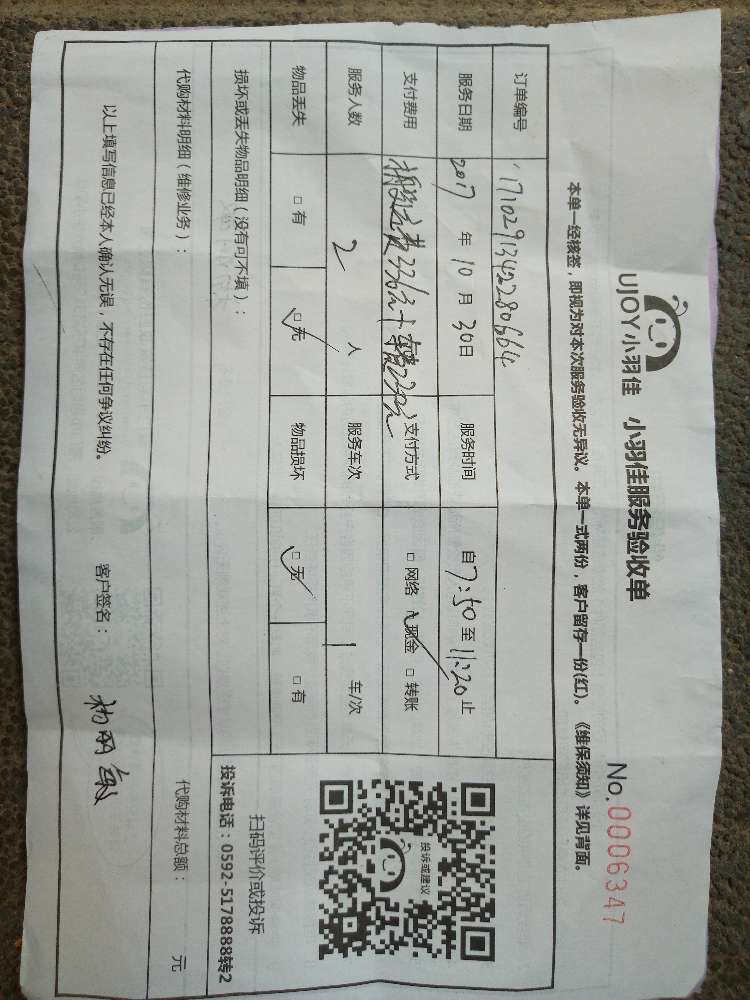 UJOY小羽佳 小羽佳服务验收单
No.0006347
本单一经核签,即视为对本次服务验收无异议。本单一式两份,客户留存一份(红)。《维保须知》详见背面。
订单编号 171029134228066４
服务日期 2017 年 10 月 30 日 服务时间 自 7:50 至 11:20 止
支付费用 336元+ 支付方式 □ 网络 现金 □ 转账
服务人数 2 人 服务车次 1 车/次
物品丢失 □ 有 □ 无 物品损坏 □ 无 □ 有
损坏或丢失物品明细(没有可不填):
代购材料明细(维修业务): 代购材料总额: 元
以上填写信息已经本人确认无误,不存在任何争议纠纷。 客户签名:
投诉或建议
扫码评价或投诉
投诉电话:0592-5178888转2